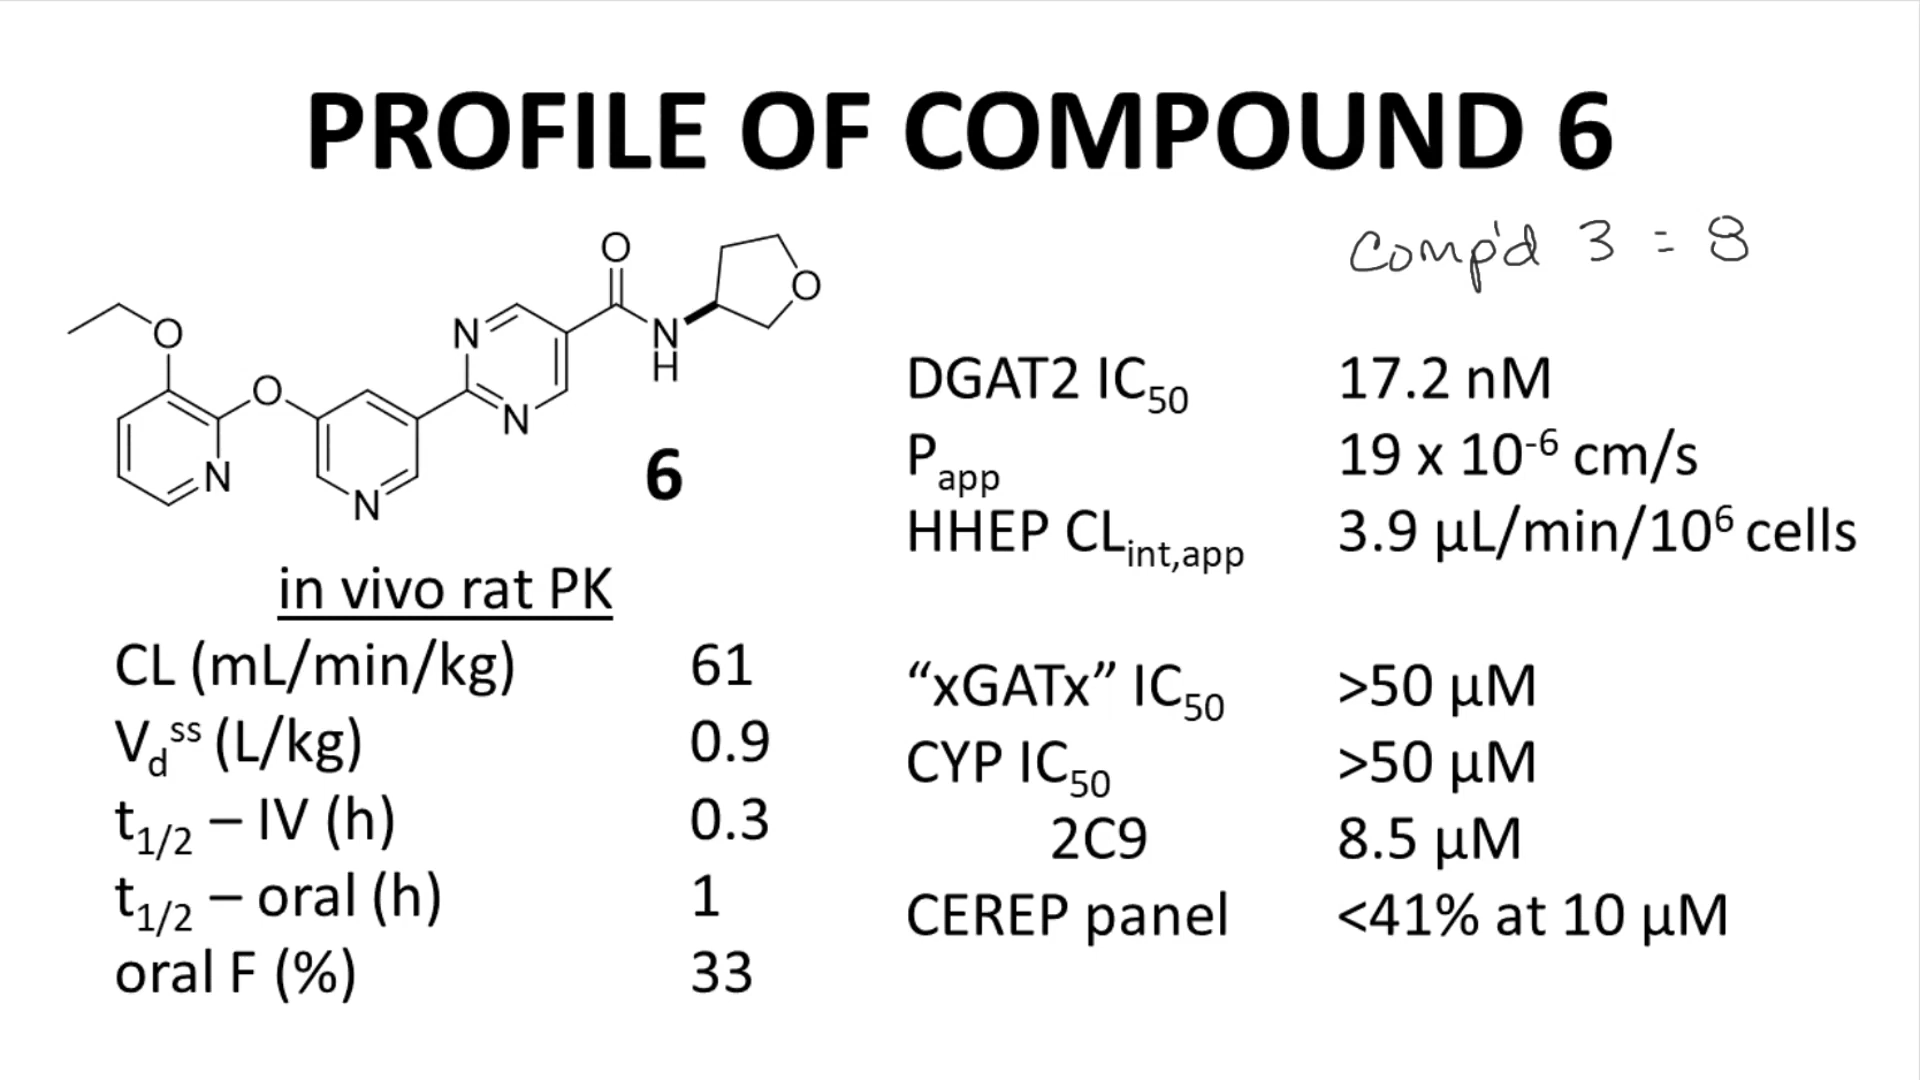 PROFILE OF COMPOUND 6
Comp'd 3 = 8
O
O
N
H
N
O
O
N
N
N
6
in vivo rat PK
CL (mL/min/kg) 61
Vdss (L/kg) 0.9
t1/2 – IV (h) 0.3
t1/2 – oral (h) 1
oral F (%) 33
DGAT2 IC50 17.2 nM
Papp 19 x 10-6 cm/s
HHEP CLint,app 3.9 µL/min/106 cells
“xGATx” IC50 >50 µM
CYP IC50 >50 µM
2C9 8.5 µM
CEREP panel <41% at 10 µM